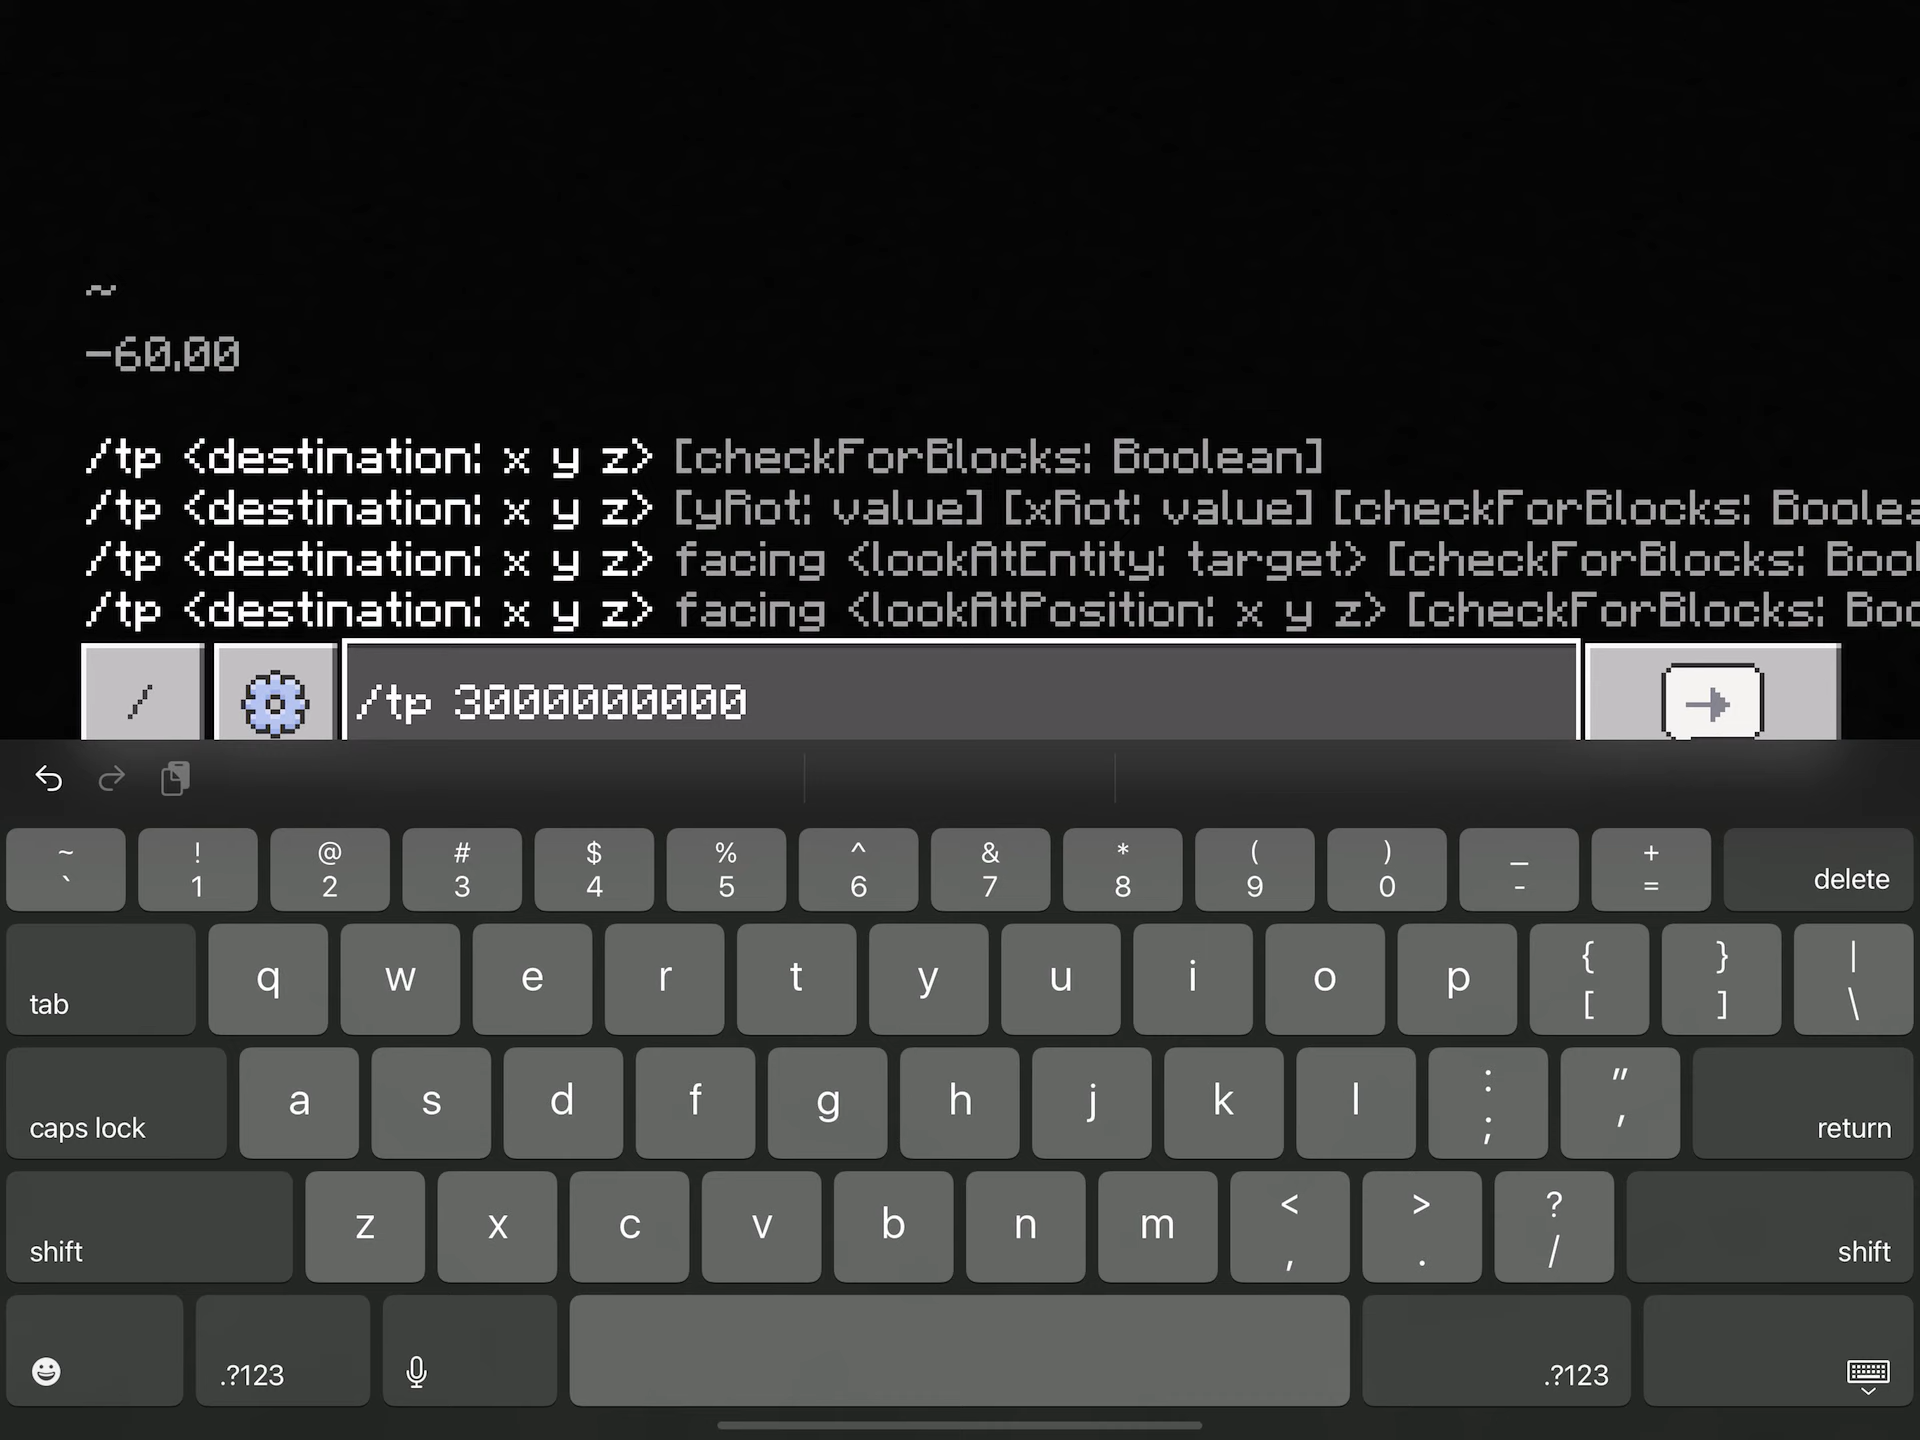 ~
-60.00
/tp <destination: x y z> [checkForBlocks: Boolean]
/tp <destination: x y z> [yRot: value] [xRot: value] [checkForBlocks: Boolea
/tp <destination: x y z> facing <lookAtEntity: target> [checkForBlocks: Bool
/tp <destination: x y z> facing <lookAtPosition: x y z> [checkForBlocks: Boo
/ /tp 3000000000
~ ! @ # $ % ^ & * ( ) _ +
` 1 2 3 4 5 6 7 8 9 0 - = delete
tab q w e r t y u i o p { [ } ] | \
caps lock a s d f g h j k l : ; " ' return
shift z x c v b n m < , > . ? / shift
.?123 .?123